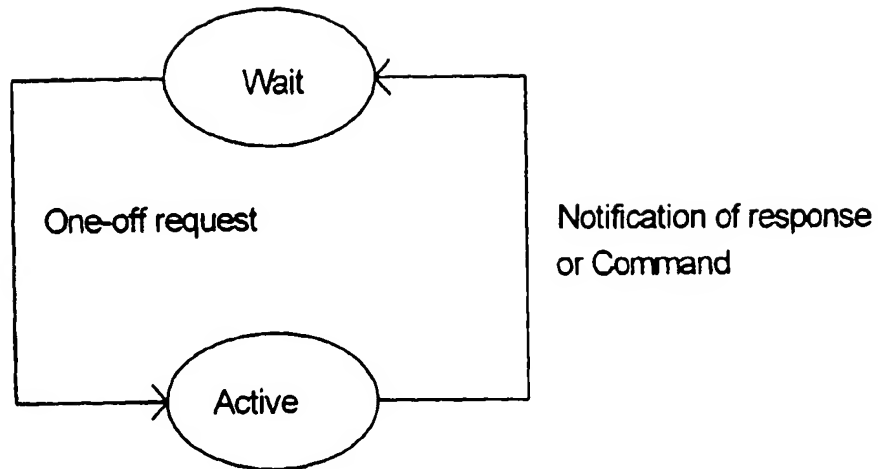 Wait
One-off request
Notification of response
or Command
Active